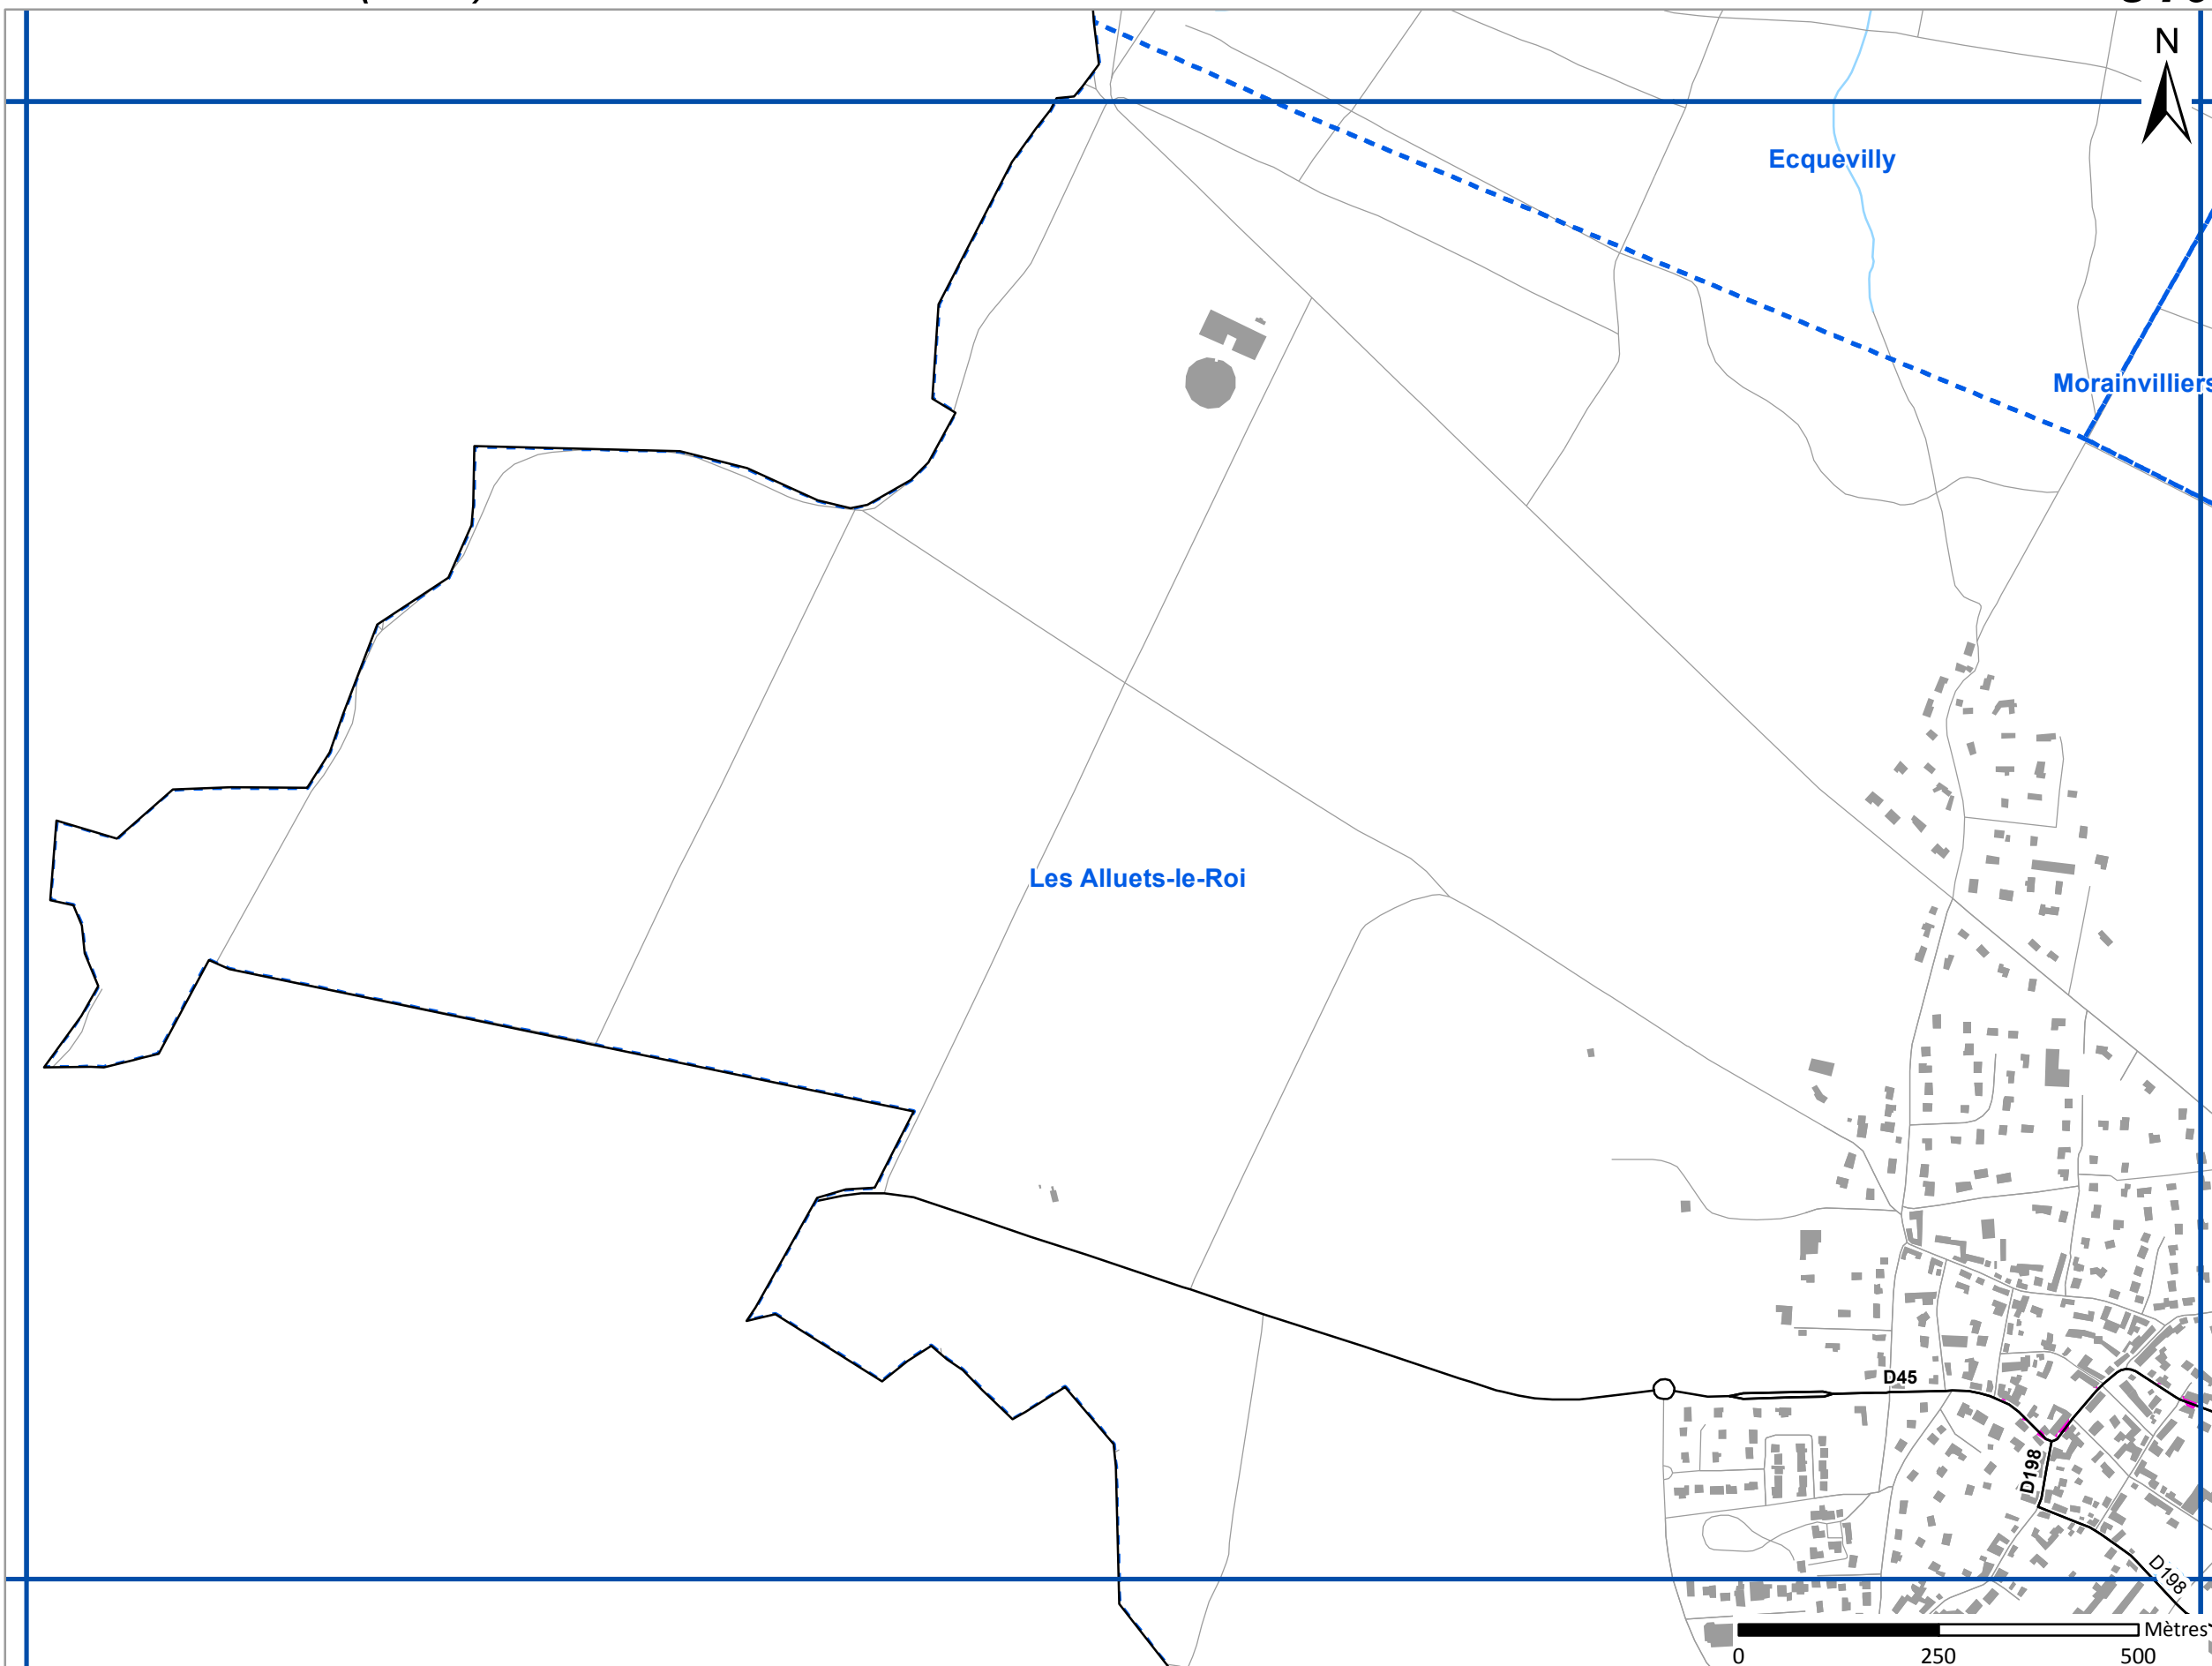 N
Ecquevilly
Morainvilliers
Les Alluets-le-Roi
D45
D198
D198
Mètres
0 250 500